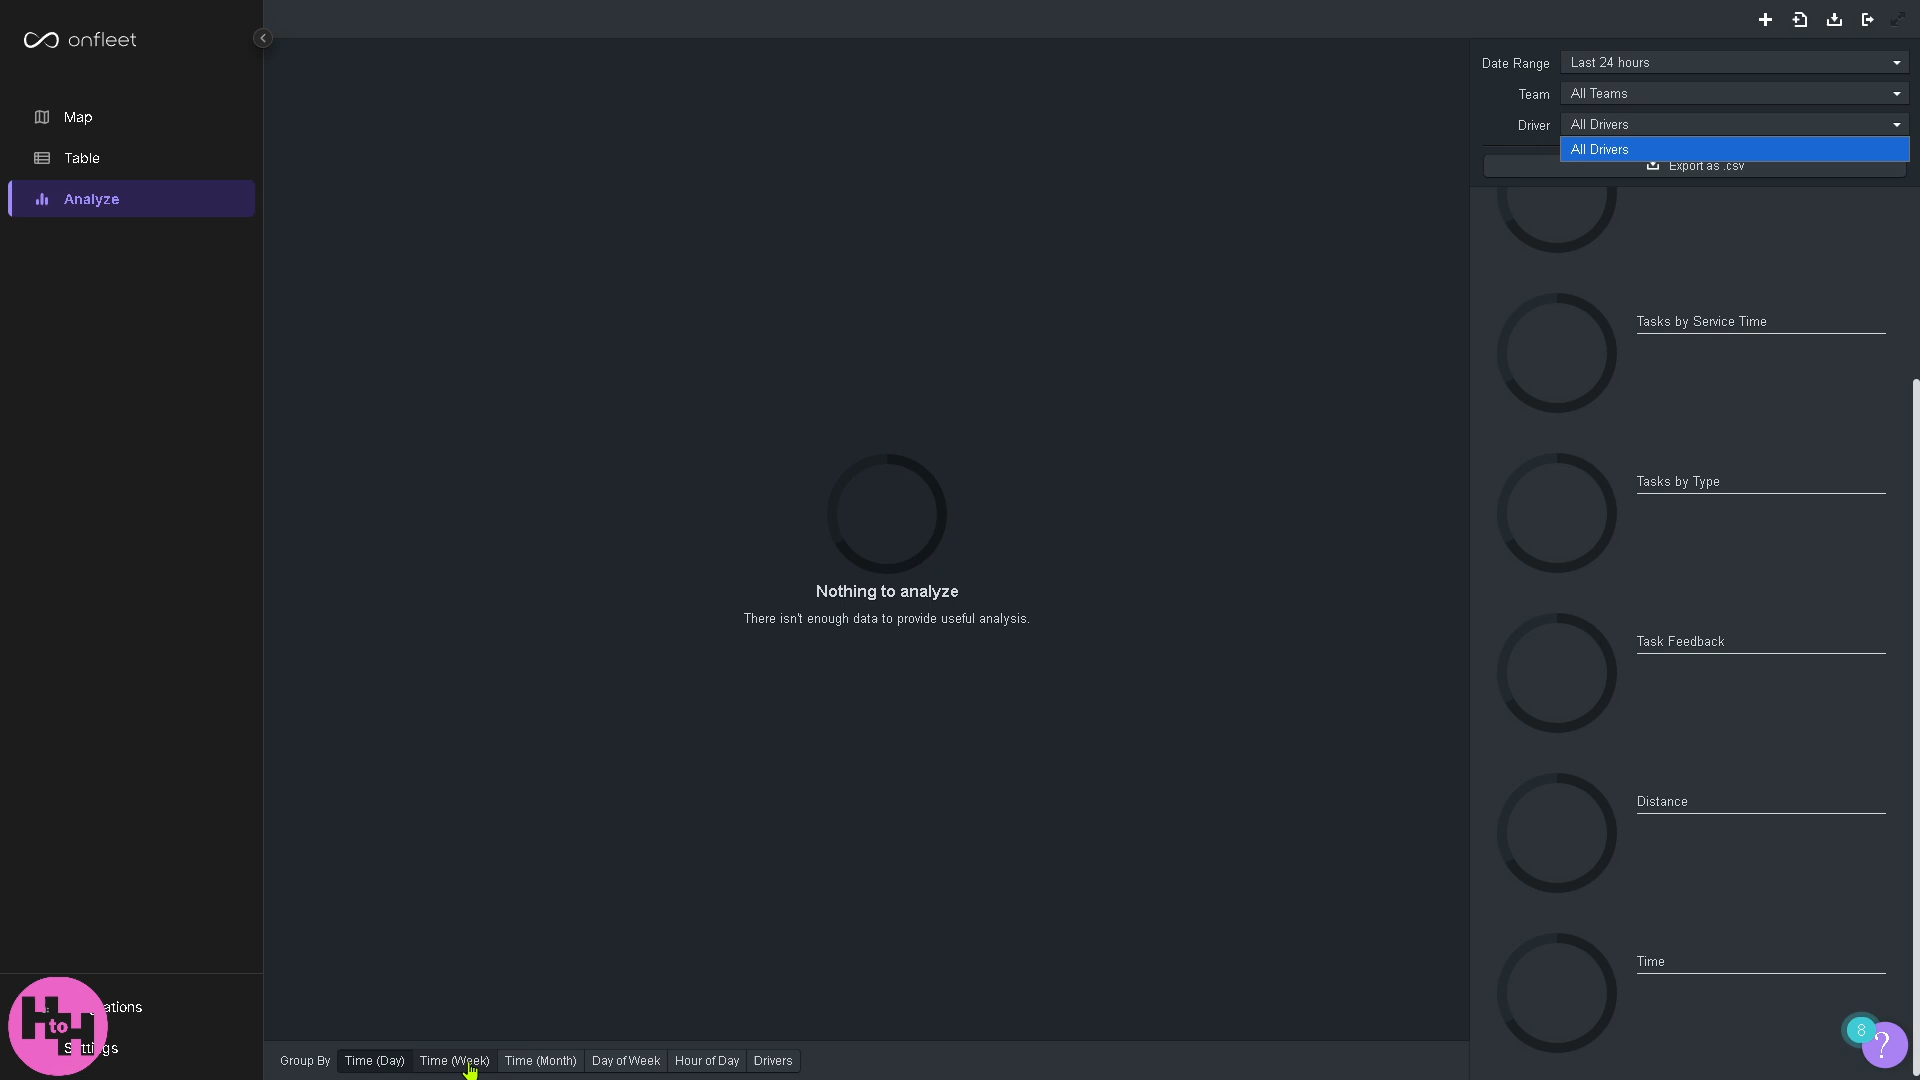 onfleet
Map
Table
Analyze
Date Range
Last 24 hours
Team
All Teams
Driver
All Drivers
All Drivers
Export as .csv
Tasks by Service Time
Tasks by Type
Task Feedback
Distance
Time
Nothing to analyze
There isn't enough data to provide useful analysis.
H to H
8
?
Group By
Time (Day)
Time (Week)
Time (Month)
Day of Week
Hour of Day
Drivers